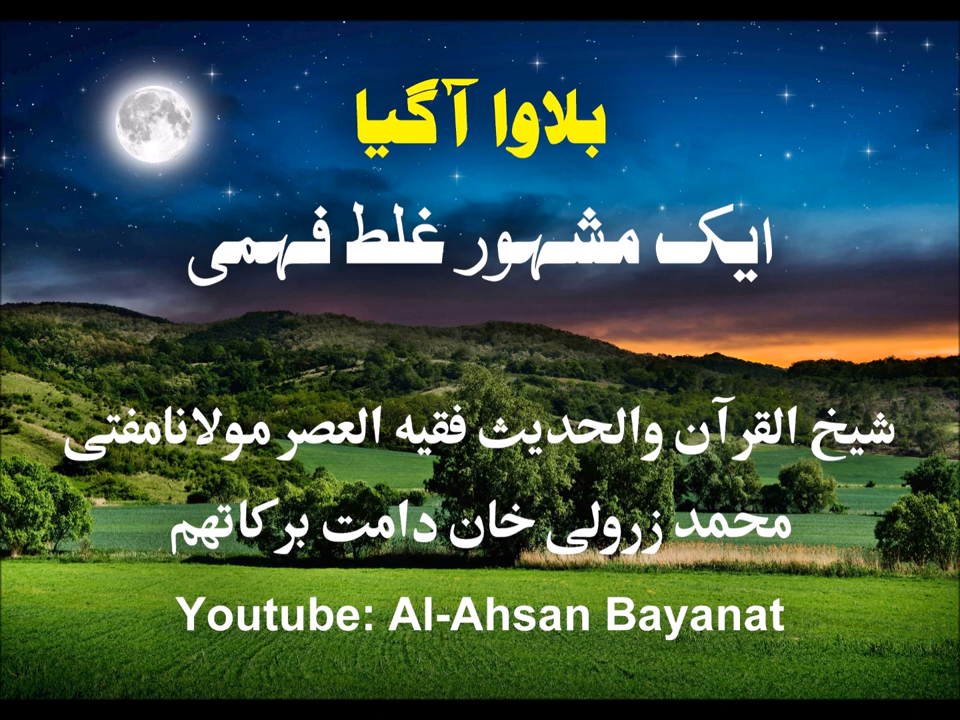 بلاوا آگیا
ایک مشہور غلط فہمی
شیخ القرآن والحدیث فقیہ العصر مولانامفتی
محمد زرولی خان دامت برکاتھم
Youtube: Al-Ahsan Bayanat